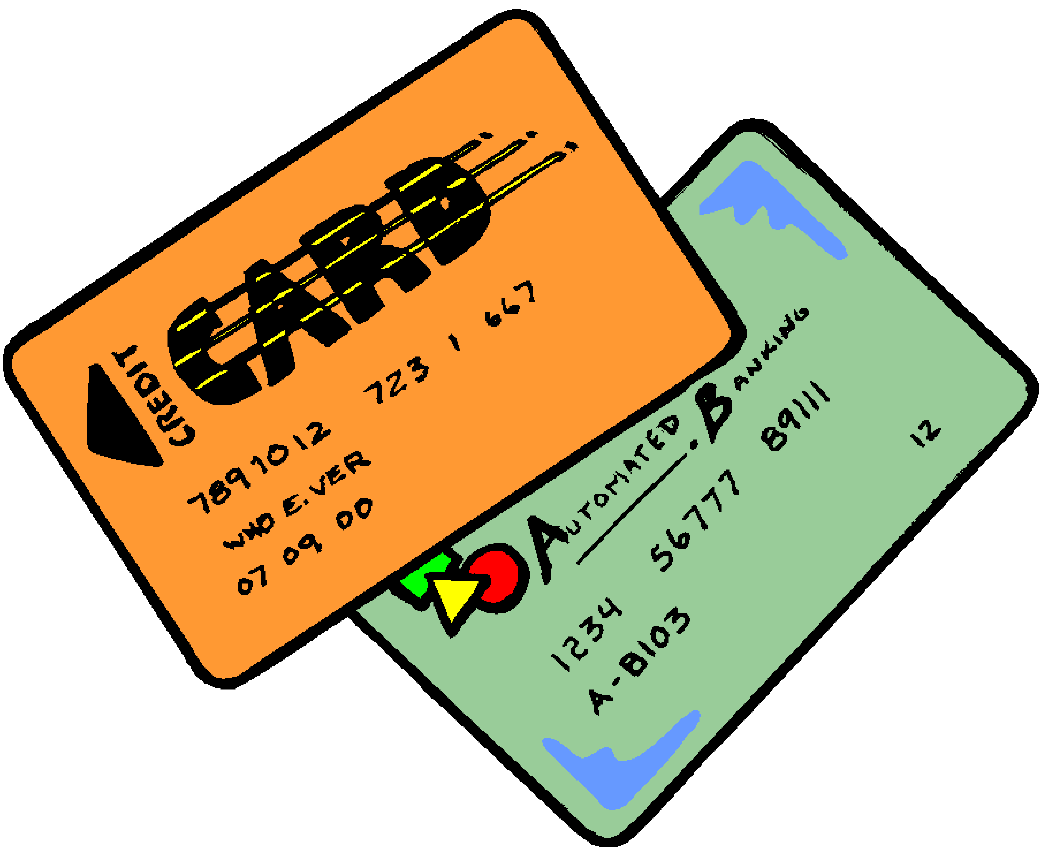 CREDIT
CARD
7891012 723 1 667
WHO E. VER
07 09 00
AUTOMATED. BANKING
1234 56777 89111 12
A-B103